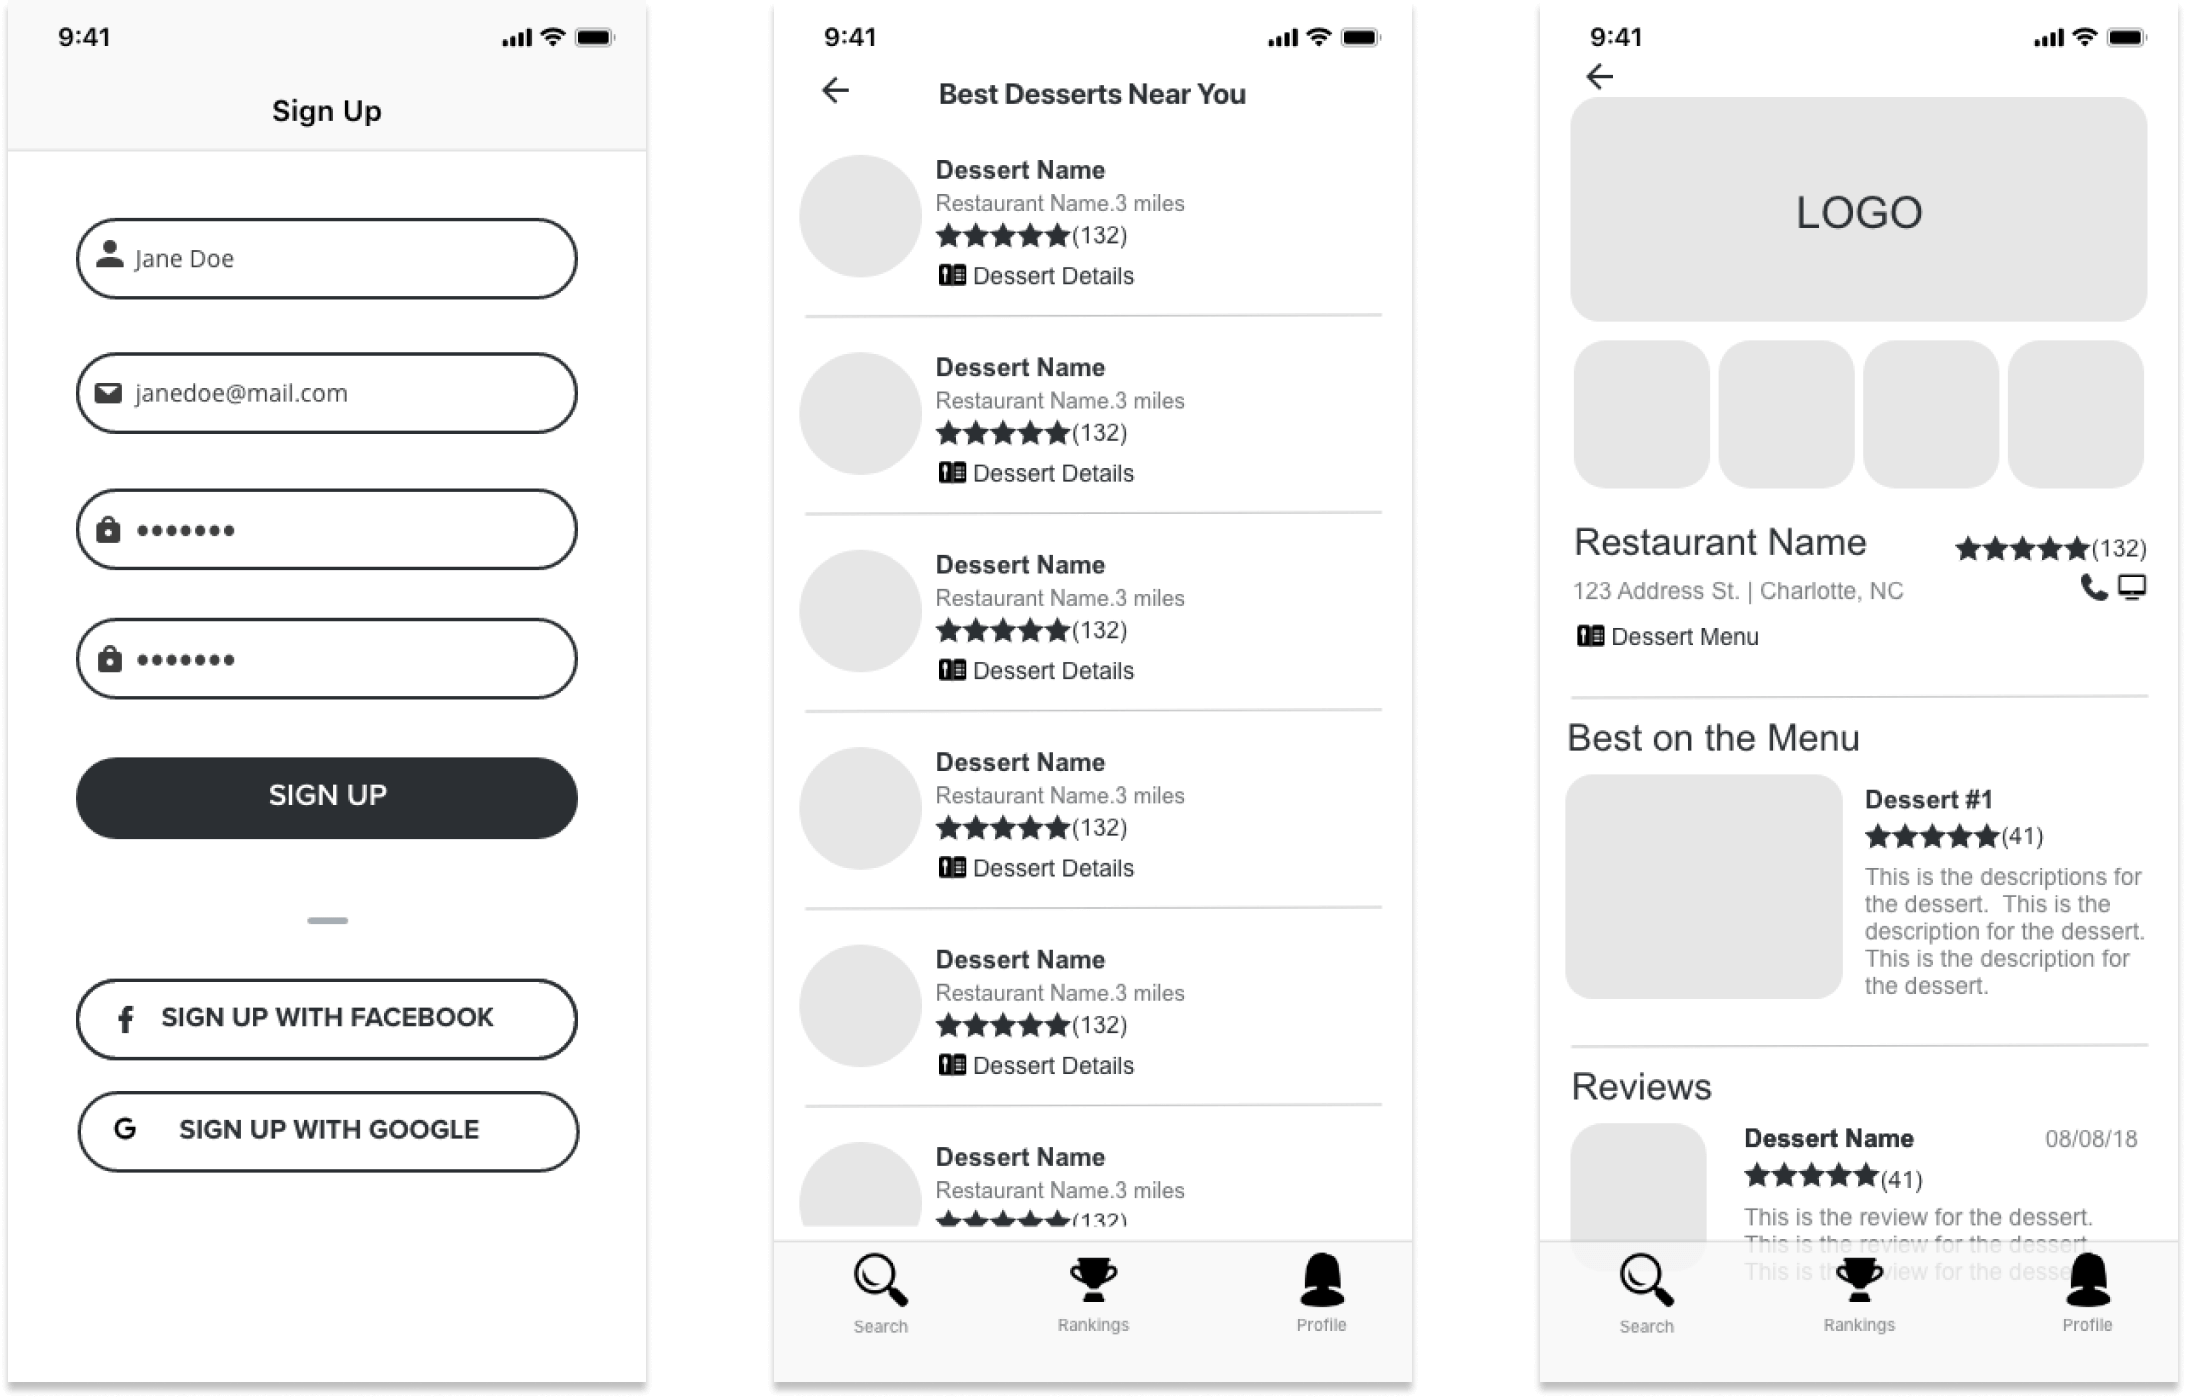 9:41
Sign Up
Jane Doe
janedoe@mail.com
•••••••
•••••••
SIGN UP
f SIGN UP WITH FACEBOOK
G SIGN UP WITH GOOGLE
9:41
Best Desserts Near You
Dessert Name
Restaurant Name.3 miles
★★★★★(132)
Dessert Details
Dessert Name
Restaurant Name.3 miles
★★★★★(132)
Dessert Details
Dessert Name
Restaurant Name.3 miles
★★★★★(132)
Dessert Details
Dessert Name
Restaurant Name.3 miles
★★★★★(132)
Dessert Details
Dessert Name
Restaurant Name.3 miles
★★★★★(132)
Dessert Details
Dessert Name
Restaurant Name.3 miles
★★★★★(132)
Search Rankings Profile
9:41
LOGO
Restaurant Name ★★★★★(132)
123 Address St. | Charlotte, NC
Dessert Menu
Best on the Menu
Dessert #1
★★★★★(41)
This is the descriptions for
the dessert. This is the
description for the dessert.
This is the description for
the dessert.
Reviews
Dessert Name 08/08/18
★★★★★(41)
This is the review for the dessert.
This is the review for the dessert
This is th view for the desse
Search Rankings Profile